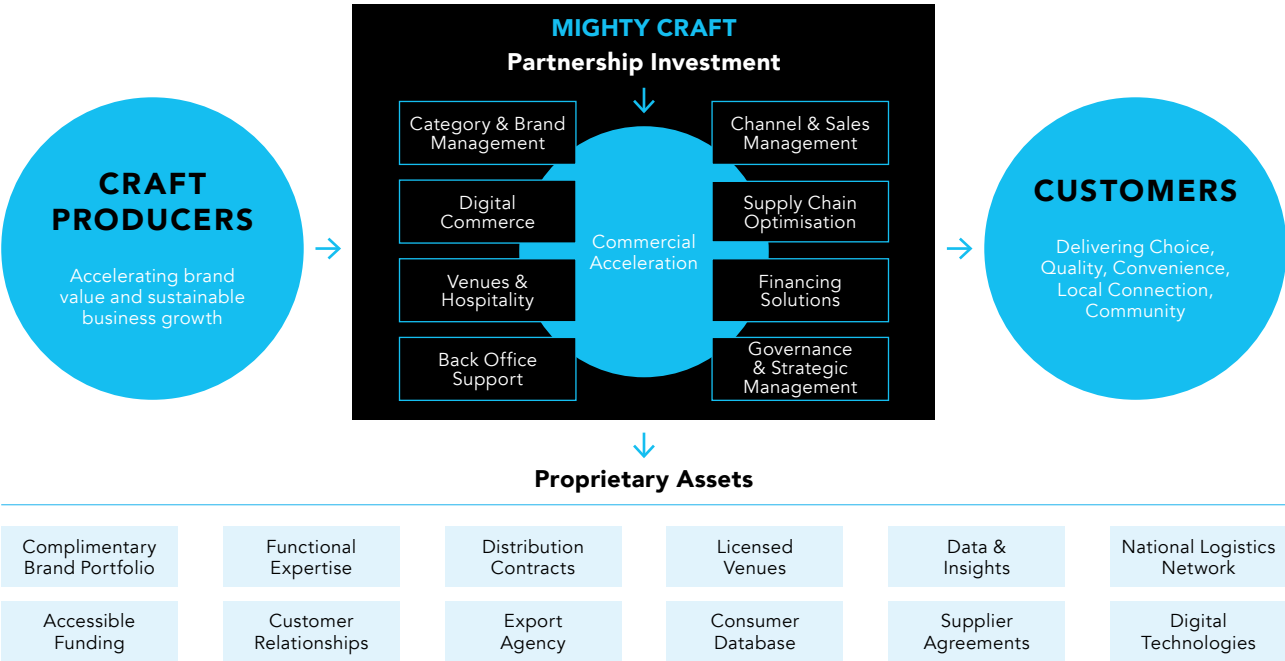 MIGHTY CRAFT
Partnership Investment
CRAFT
PRODUCERS
Accelerating brand
value and sustainable
business growth
Category & Brand
Management
Channel & Sales
Management
Digital
Commerce
Supply Chain
Optimisation
Commercial
Acceleration
Venues &
Hospitality
Financing
Solutions
Back Office
Support
Governance
& Strategic
Management
CUSTOMERS
Delivering Choice,
Quality, Convenience,
Local Connection,
Community
Proprietary Assets
Complimentary
Brand Portfolio
Functional
Expertise
Distribution
Contracts
Licensed
Venues
Data &
Insights
National Logistics
Network
Accessible
Funding
Customer
Relationships
Export
Agency
Consumer
Database
Supplier
Agreements
Digital
Technologies